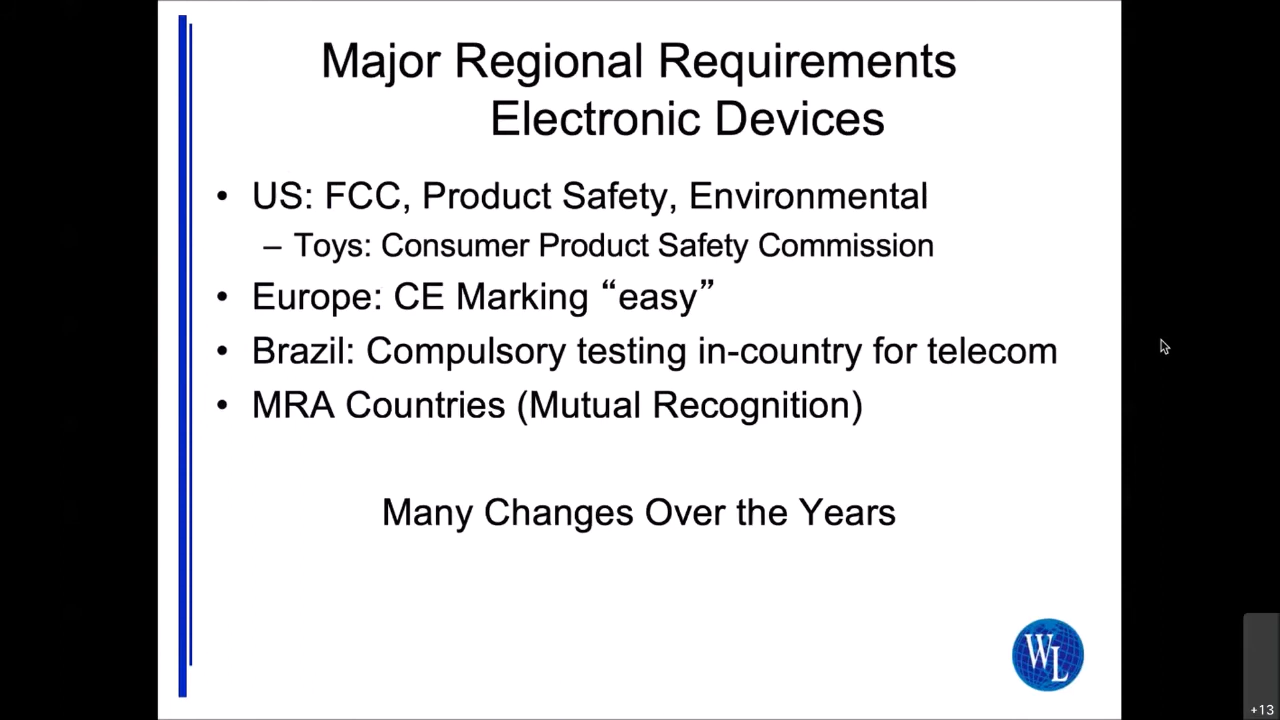 Major Regional Requirements
Electronic Devices
• US: FCC, Product Safety, Environmental
– Toys: Consumer Product Safety Commission
• Europe: CE Marking “easy”
• Brazil: Compulsory testing in-country for telecom
• MRA Countries (Mutual Recognition)
Many Changes Over the Years
WL
+13